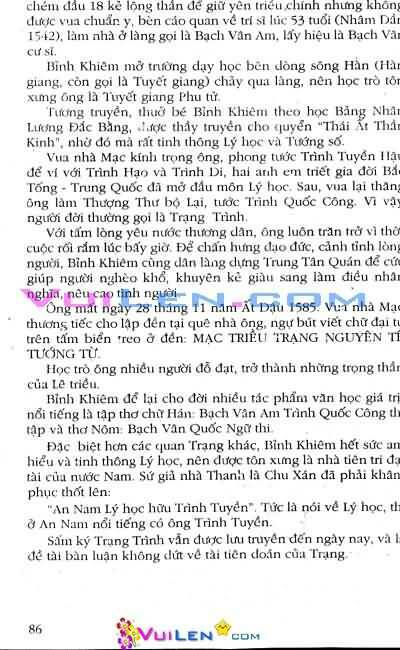 chém đầu 18 kẻ lộng thần để giữ yên triều chính nhưng không
được vua chuẩn y, bèn cáo quan về trí sĩ lúc 53 tuổi (Nhâm Dần
1542), làm nhà ở làng gọi là Bạch Vân Am, lấy hiệu là Bạch Vân
cư sĩ.
Bỉnh Khiêm mở trường dạy học bên dòng sông Hàn (Hàn
giang, còn gọi là Tuyết giang) chảy qua làng, nên học trò tôn
xưng ông là Tuyết giang Phu tử.
Tương truyền, thuở bé Bỉnh Khiêm theo học Bảng Nhãn
Lương Đắc Bằng, được thầy truyền cho quyển "Thái Ất Thần
Kinh", nhờ đó mà rất tinh thông Lý học và Tướng số.
Vua nhà Mạc kính trọng ông, phong tước Trình Tuyền Hầu
để ví với Trình Hạo và Trình Di, hai anh em triết gia đời Bắc
Tống - Trung Quốc đã mở đầu môn Lý học. Sau, vua lại thăng
ông làm Thượng Thư bộ Lại, tước Trình Quốc Công. Vì vậy
người đời thường gọi là Trạng Trình.
Với tấm lòng yêu nước thương dân, ông luôn trăn trở vì thời
cuộc rối rắm lúc bấy giờ. Để chấn hưng đạo đức, cảnh tỉnh lòng
người, Bỉnh Khiêm cùng dân làng dựng Trung Tân Quán để cứu
giúp người nghèo khổ, khuyên kẻ giàu sang làm điều nhân
nghĩa, nêu cao tình người.
VUILEN.COM
Ông mất ngày 28 tháng 11 năm Ất Dậu 1585. Vua nhà Mạc
thương tiếc cho lập đền tại quê nhà ông, ngự bút viết chữ đại tự
trên tấm biển treo ở đền: MẠC TRIỀU TRẠNG NGUYÊN TỂ
TƯỚNG TỪ.
Học trò ông nhiều người đỗ đạt, trở thành những trọng thần
của Lê triều.
Bỉnh Khiêm để lại cho đời nhiều tác phẩm văn học giá trị,
nổi tiếng là tập thơ chữ Hán: Bạch Vân Am Trình Quốc Công thi
tập và thơ Nôm: Bạch Vân Quốc Ngữ thi.
Đặc biệt hơn các quan Trạng khác, Bỉnh Khiêm hết sức am
hiểu và tinh thông Lý học, nên được tôn xưng là nhà tiên tri đại
tài của nước Nam. Sứ giả nhà Thanh là Chu Xán đã phải khâm
phục thốt lên:
"An Nam Lý học hữu Trình Tuyền". Tức là nói về Lý học, thì
ở An Nam nổi tiếng có ông Trình Tuyền.
Sấm ký Trạng Trình vẫn được lưu truyền đến ngày nay, và là
đề tài bàn luận không dứt về tài tiên đoán của Trạng.
86
VUILEN.COM